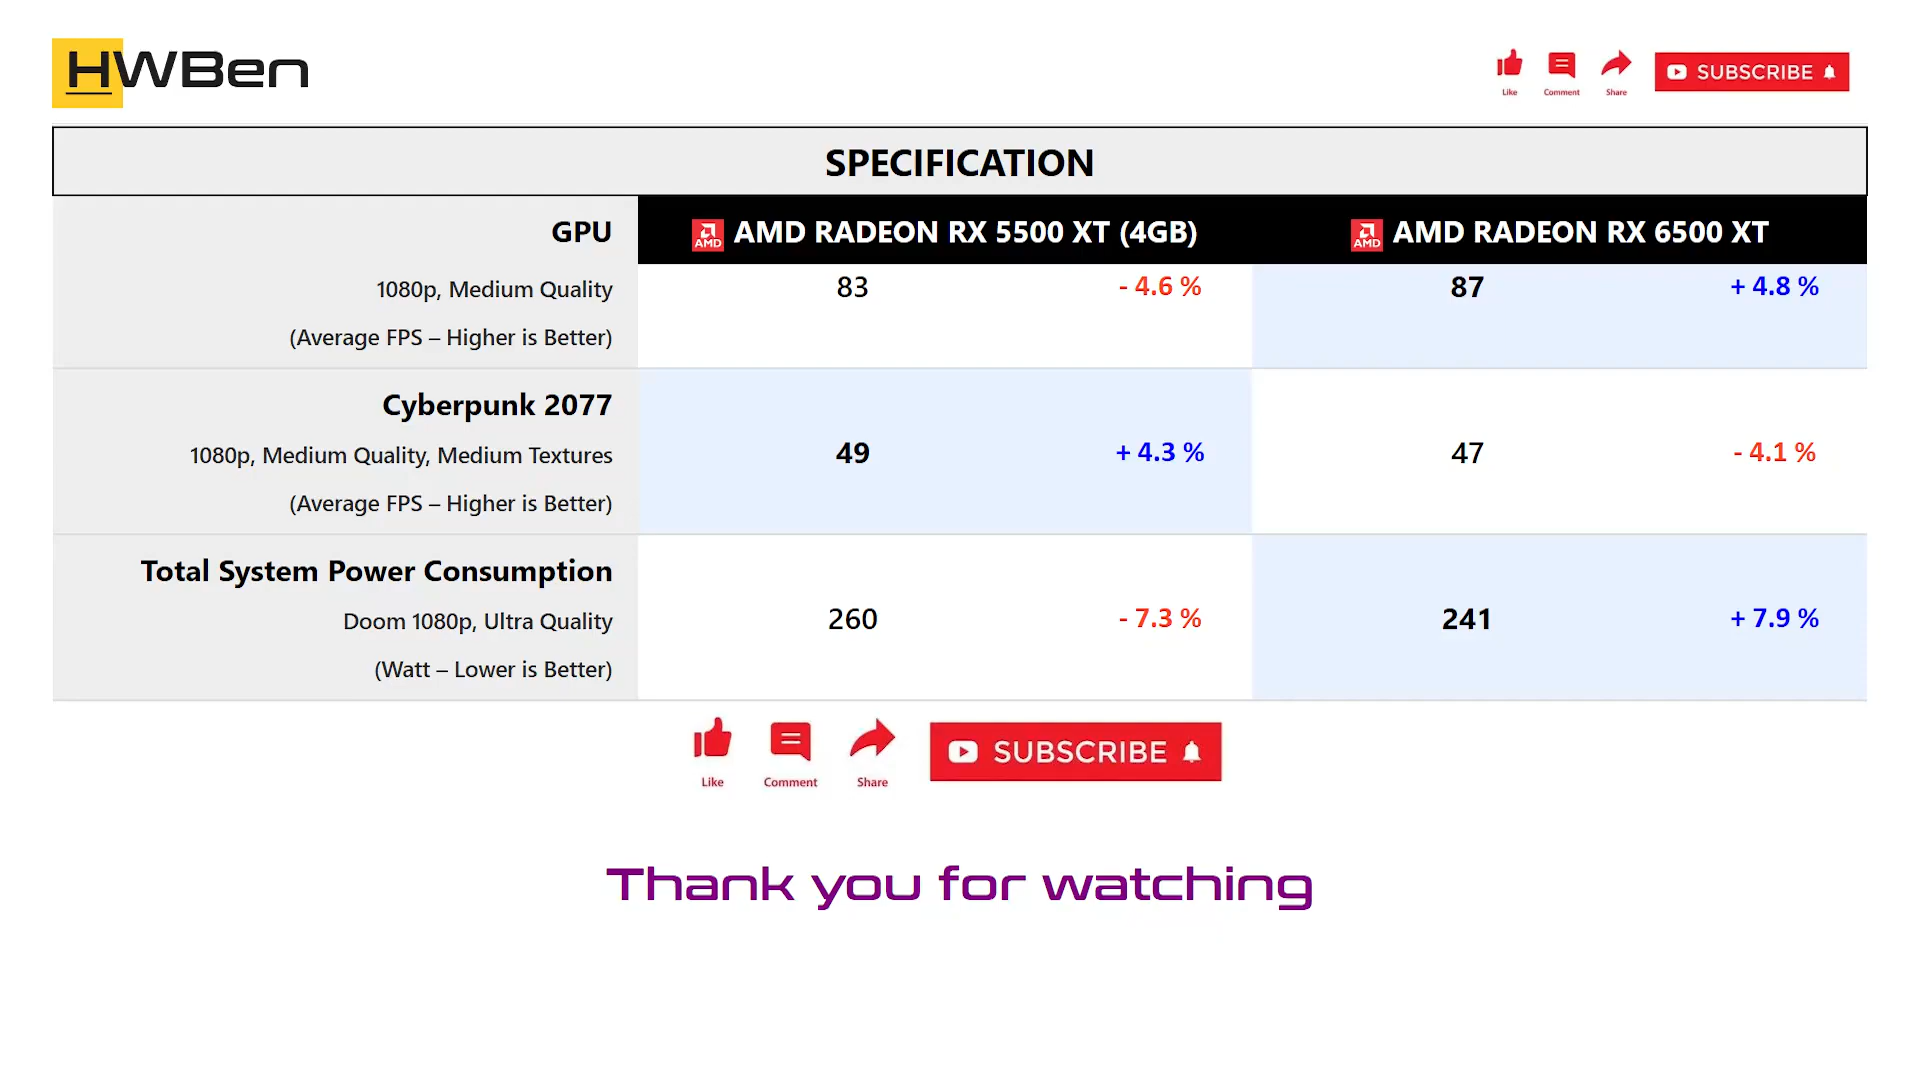 HWBen
Like Comment Share SUBSCRIBE
SPECIFICATION
GPU AMD AMD RADEON RX 5500 XT (4GB) AMD AMD RADEON RX 6500 XT
1080p, Medium Quality 83 - 4.6 % 87 + 4.8 %
(Average FPS – Higher is Better)
Cyberpunk 2077
1080p, Medium Quality, Medium Textures 49 + 4.3 % 47 - 4.1 %
(Average FPS – Higher is Better)
Total System Power Consumption
Doom 1080p, Ultra Quality 260 - 7.3 % 241 + 7.9 %
(Watt – Lower is Better)
Like Comment Share SUBSCRIBE
Thank you for watching